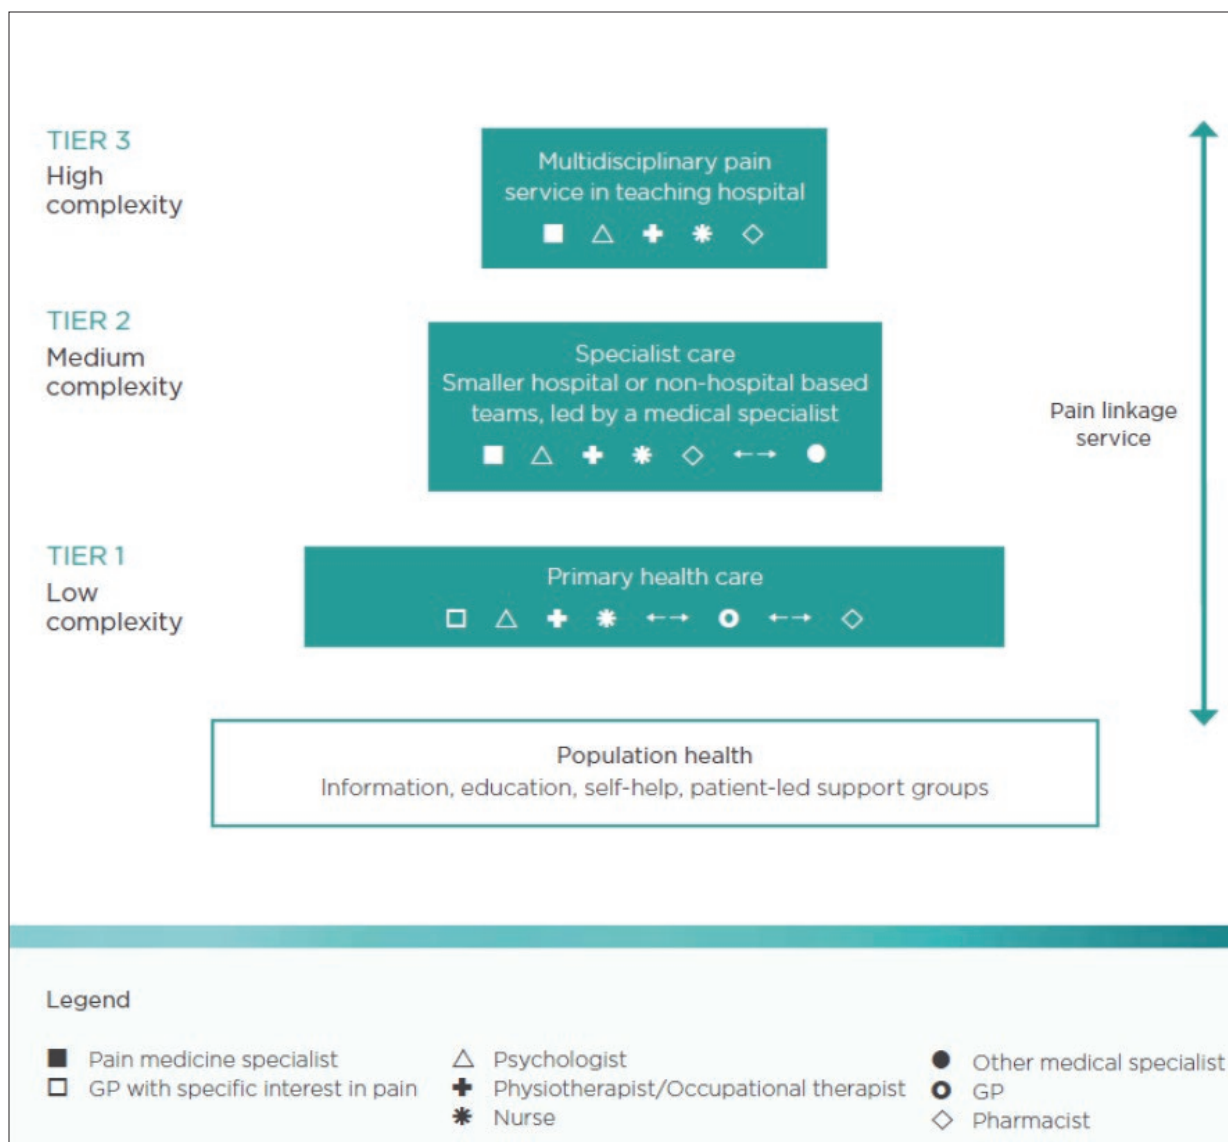 TIER 3
High
complexity
Multidisciplinary pain
service in teaching hospital
TIER 2
Medium
complexity
Specialist care
Smaller hospital or non-hospital based
teams, led by a medical specialist
Pain linkage
service
TIER 1
Low
complexity
Primary health care
Population health
Information, education, self-help, patient-led support groups
Legend
Pain medicine specialist
GP with specific interest in pain
Psychologist
Physiotherapist/Occupational therapist
Nurse
Other medical specialist
GP
Pharmacist